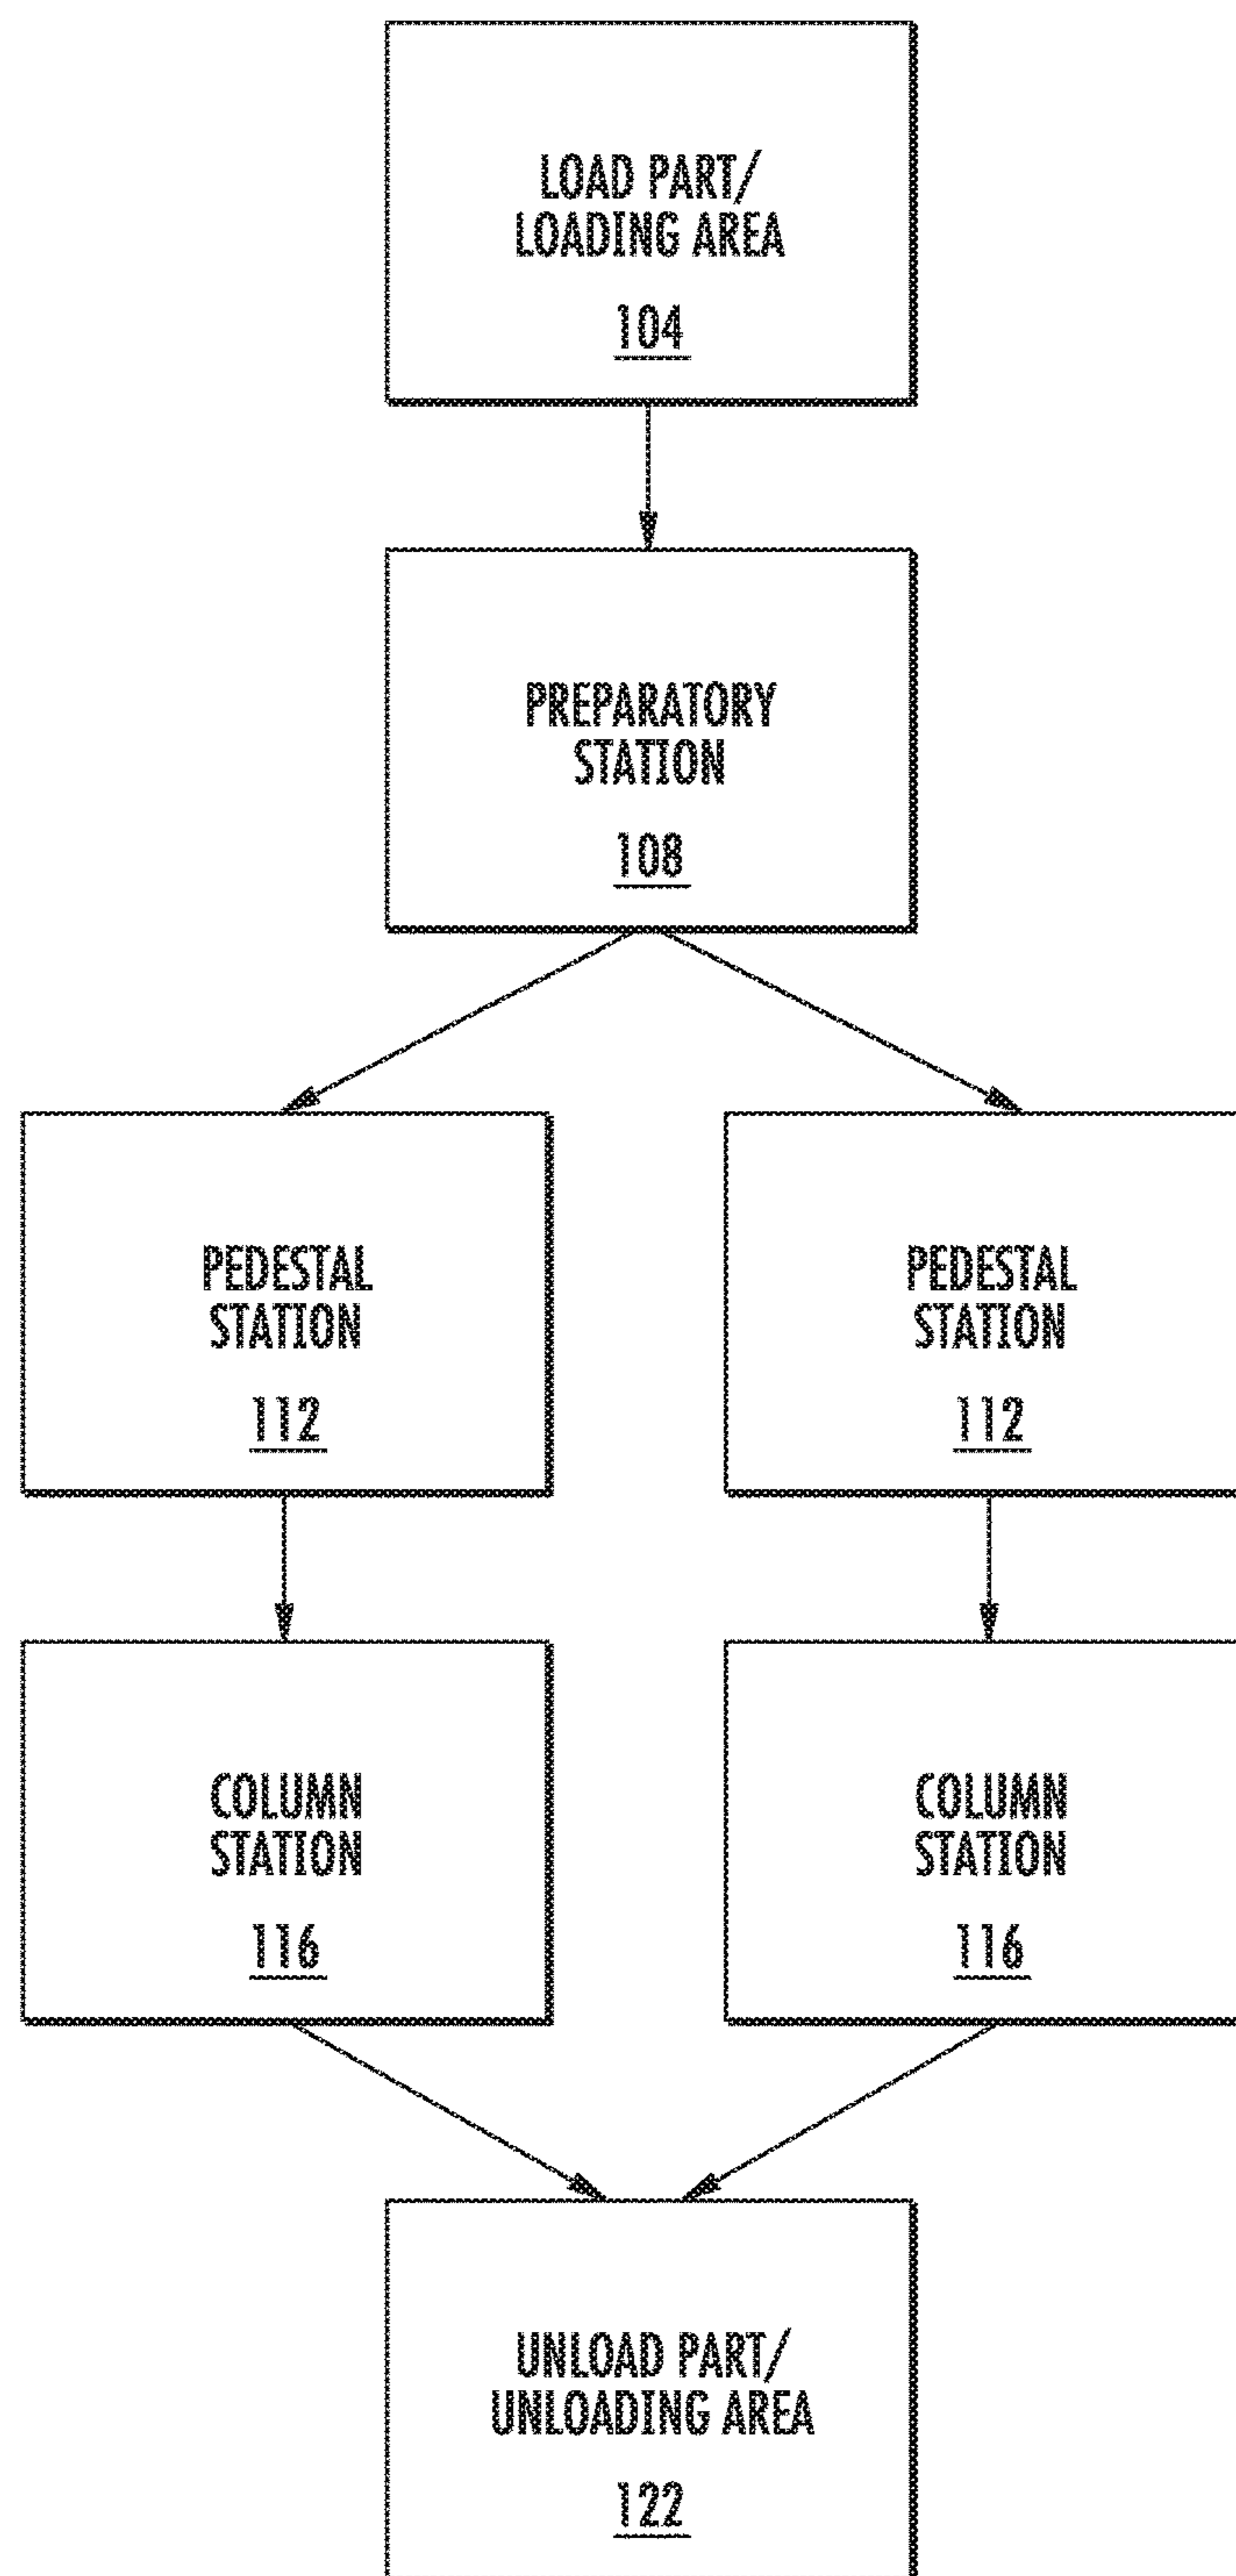 LOAD PART/
LOADING AREA
104
PREPARATORY
STATION
108
PEDESTAL
STATION
112
PEDESTAL
STATION
112
COLUMN
STATION
116
COLUMN
STATION
116
UNLOAD PART/
UNLOADING AREA
122